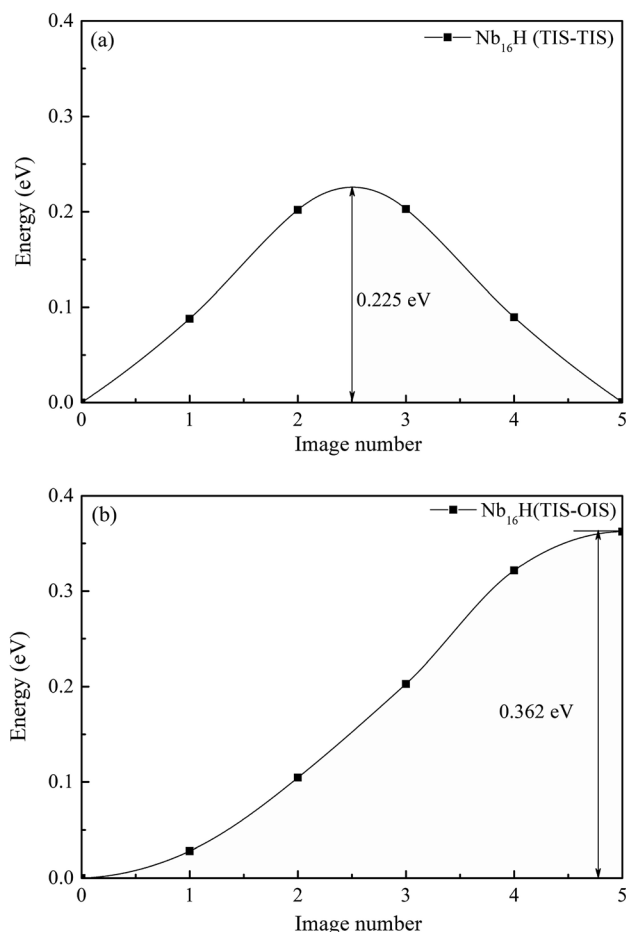 (a)
Nb₁₆H (TIS-TIS)
0.4
0.3
0.2
0.1
0.0
Energy (eV)
0.225 eV
0 1 2 3 4 5
Image number
(b)
Nb₁₆H(TIS-OIS)
0.4
0.3
0.2
0.1
0.0
Energy (eV)
0.362 eV
0 1 2 3 4 5
Image number